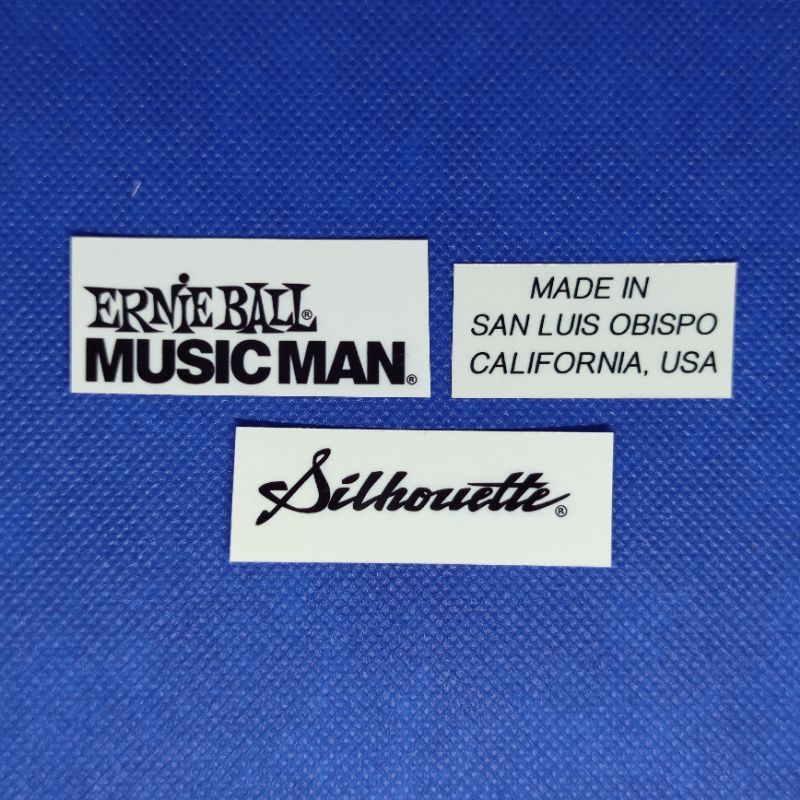 ERNIE BALL®
MUSIC MAN®
MADE IN
SAN LUIS OBISPO
CALIFORNIA, USA
Silhouette®